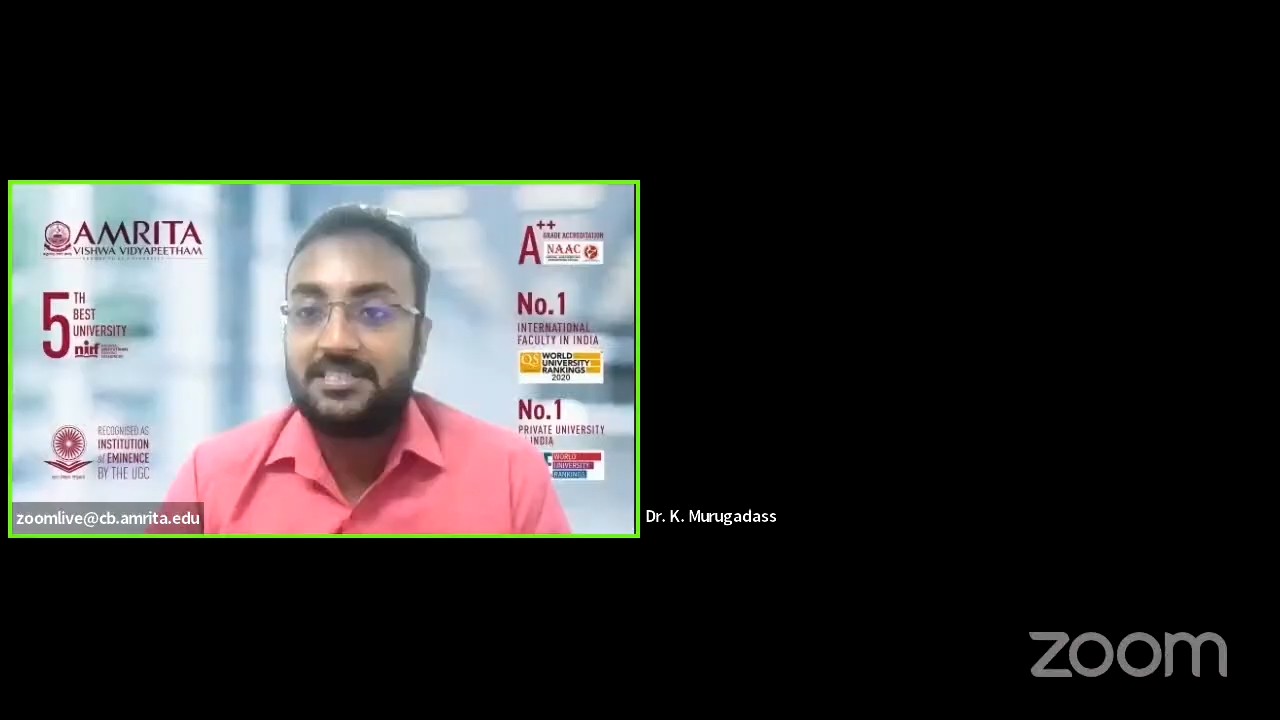 AMRITA
VISHWA VIDYAPEETHAM
5
TH
BEST
UNIVERSITY
nirf
RECOGNISED AS
INSTITUTION
of EMINENCE
BY THE UGC
A++
GRADE ACCREDITATION
NAAC
No.1
INTERNATIONAL
FACULTY IN INDIA
QS WORLD
UNIVERSITY
RANKINGS
2020
No.1
PRIVATE UNIVERSITY
INDIA
WORLD
UNIVERSITY
RANKINGS
zoomlive@cb.amrita.edu
Dr. K. Murugadass
zoom